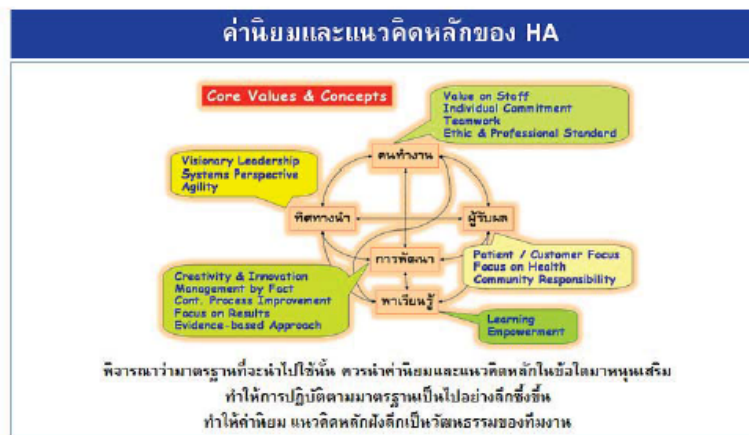 ค่านิยมและแนวคิดหลักของ HA
Core Values & Concepts
Value on Staff
Individual Commitment
Teamwork
Ethic & Professional Standard
คนทำงาน
Visionary Leadership
Systems Perspective
Agility
ทิศทางนำ
ผู้รับผล
การพัฒนา
Patient / Customer Focus
Focus on Health
Community Responsibility
Creativity & Innovation
Management by Fact
Cont. Process Improvement
Focus on Results
Evidence-based Approach
พาเรียนรู้
Learning
Empowerment
พิจารณาว่ามาตรฐานที่จะนำไปใช้นั้น ควรนำค่านิยมและแนวคิดหลักในข้อใดมาหนุนเสริม
ทำให้การปฏิบัติตามมาตรฐานเป็นไปอย่างลึกซึ้งขึ้น
ทำให้ค่านิยม แนวคิดหลักฝังลึกเป็นวัฒนธรรมของทีมงาน